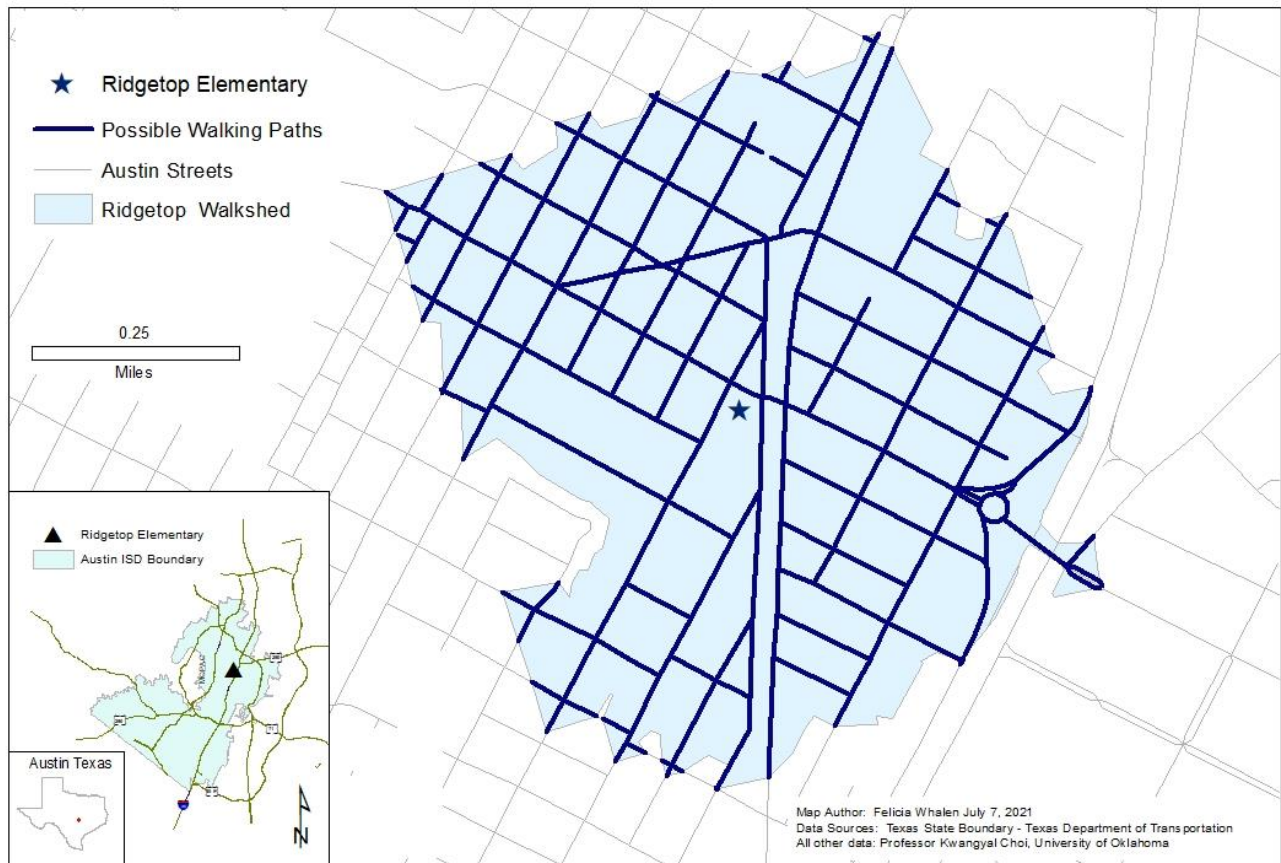 Ridgetop Elementary
Possible Walking Paths
Austin Streets
Ridgetop Walkshed
0.25
Miles
Ridgetop Elementary
Austin ISD Boundary
Austin Texas
N
Map Author: Felicia Whalen July 7, 2021
Data Sources: Texas State Boundary - Texas Department of Transportation
All other data: Professor Kwangyal Choi, University of Oklahoma